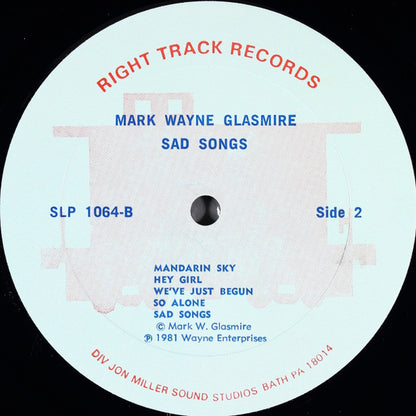 RIGHT TRACK RECORDS
MARK WAYNE GLASMIRE
SAD SONGS
SLP 1064-B
Side 2
MANDARIN SKY
HEY GIRL
WE'VE JUST BEGUN
SO ALONE
SAD SONGS
© Mark W. Glasmire
℗ 1981 Wayne Enterprises
DIV JON MILLER SOUND STUDIOS BATH PA 18014